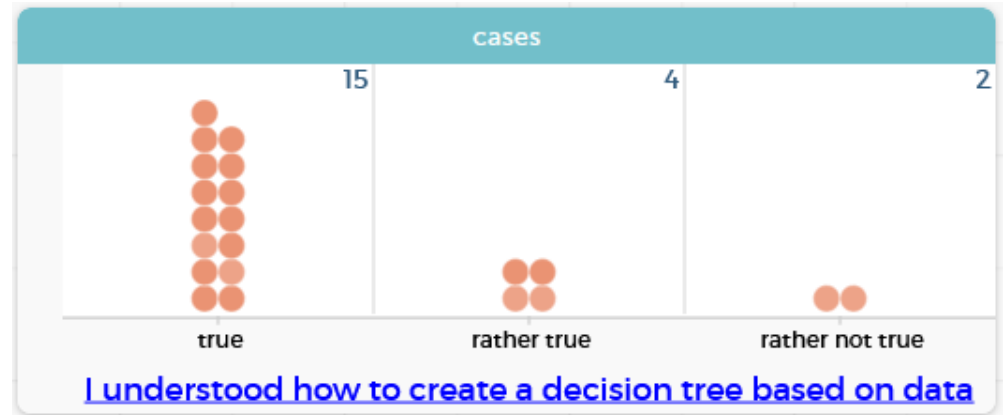 cases
15 4 2
true rather true rather not true
I understood how to create a decision tree based on data